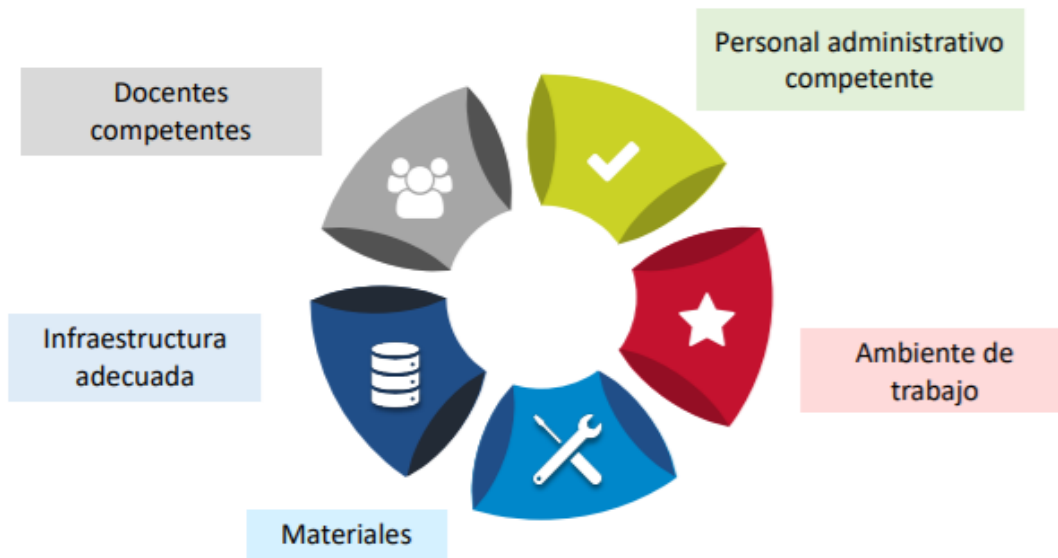 Personal administrativo
competente
Docentes
competentes
Infraestructura
adecuada
Ambiente de
trabajo
Materiales